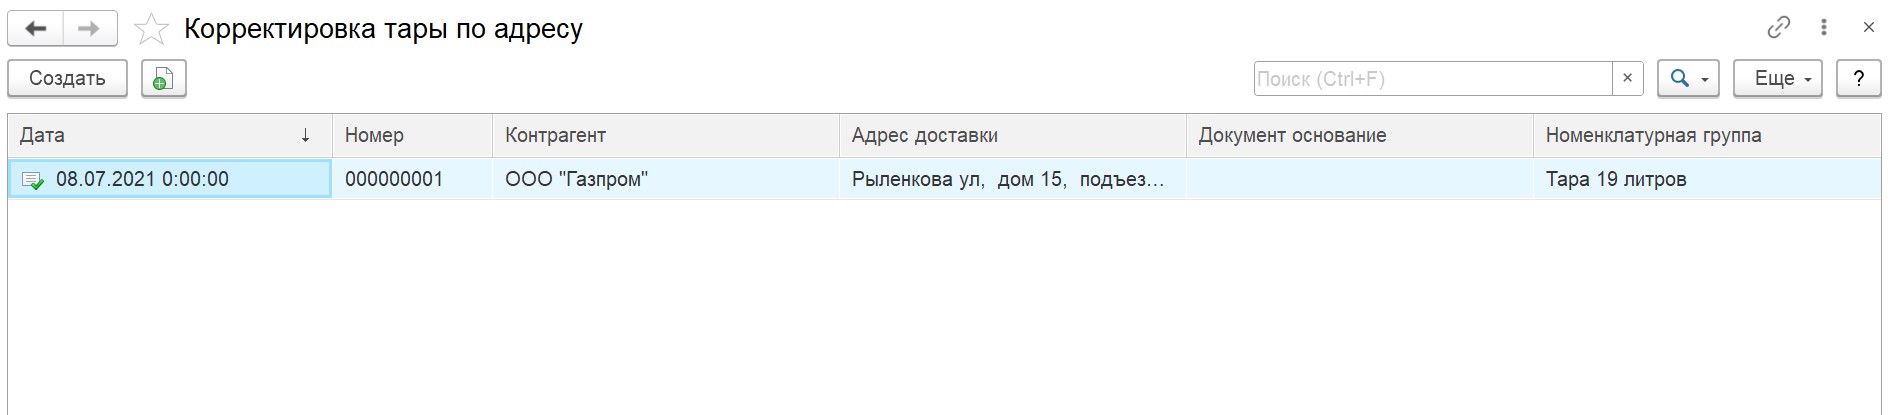 Корректировка тары по адресу
Создать Поиск (Ctrl+F) × Еще ?
Дата ↓ Номер Контрагент Адрес доставки Документ основание Номенклатурная группа
08.07.2021 0:00:00 000000001 ООО "Газпром" Рыленкова ул, дом 15, подъез... Тара 19 литров